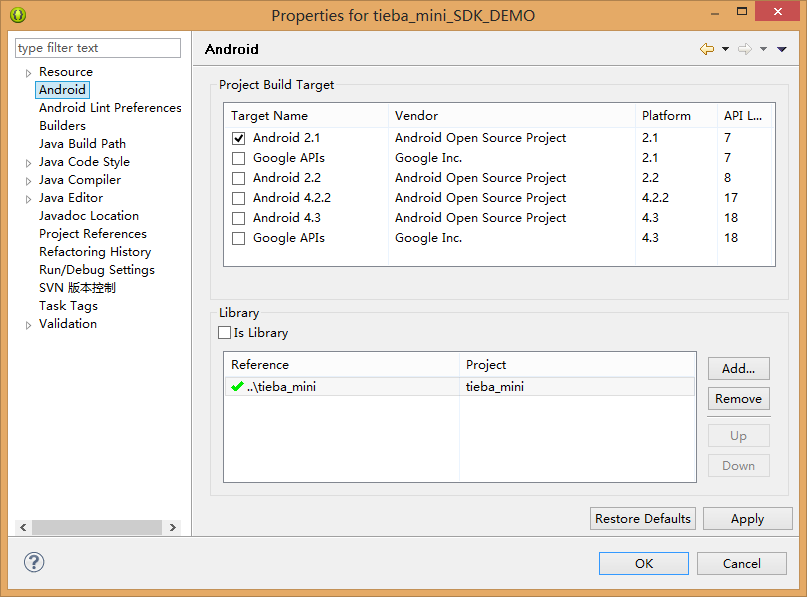 Properties for tieba_mini_SDK_DEMO
type filter text
Android
Resource
Android
Android Lint Preferences
Builders
Java Build Path
Java Code Style
Java Compiler
Java Editor
Javadoc Location
Project References
Refactoring History
Run/Debug Settings
SVN 版本控制
Task Tags
Validation
Project Build Target
Target Name Vendor Platform API L...
Android 2.1 Android Open Source Project 2.1 7
Google APIs Google Inc. 2.1 7
Android 2.2 Android Open Source Project 2.2 8
Android 4.2.2 Android Open Source Project 4.2.2 17
Android 4.3 Android Open Source Project 4.3 18
Google APIs Google Inc. 4.3 18
Library
Is Library
Reference Project
..\tieba_mini tieba_mini
Add...
Remove
Up
Down
Restore Defaults Apply
OK Cancel